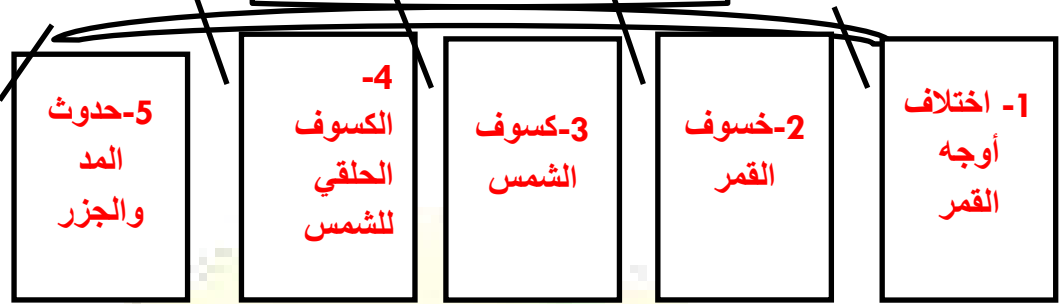 1- اختلاف
أوجه
القمر
2-خسوف
القمر
3-كسوف
الشمس
4-
الكسوف
الحلقي
للشمس
5-حدوث
المد
والجزر